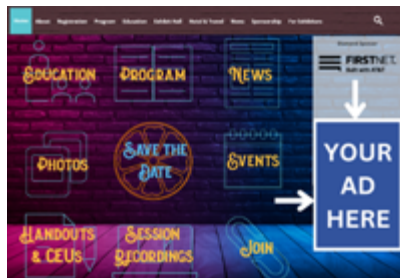 Home About Registration Program Education Exhibit Hall Hotel & Travel News Sponsorship For Exhibitors
Diamond Sponsor
FIRSTNET.
Built with AT&T
EDUCATION
PROGRAM
NEWS
PHOTOS
SAVE THE
DATE
EVENTS
YOUR
AD
HERE
HANDOUTS
& CEUS
SESSION
RECORDINGS
JOIN